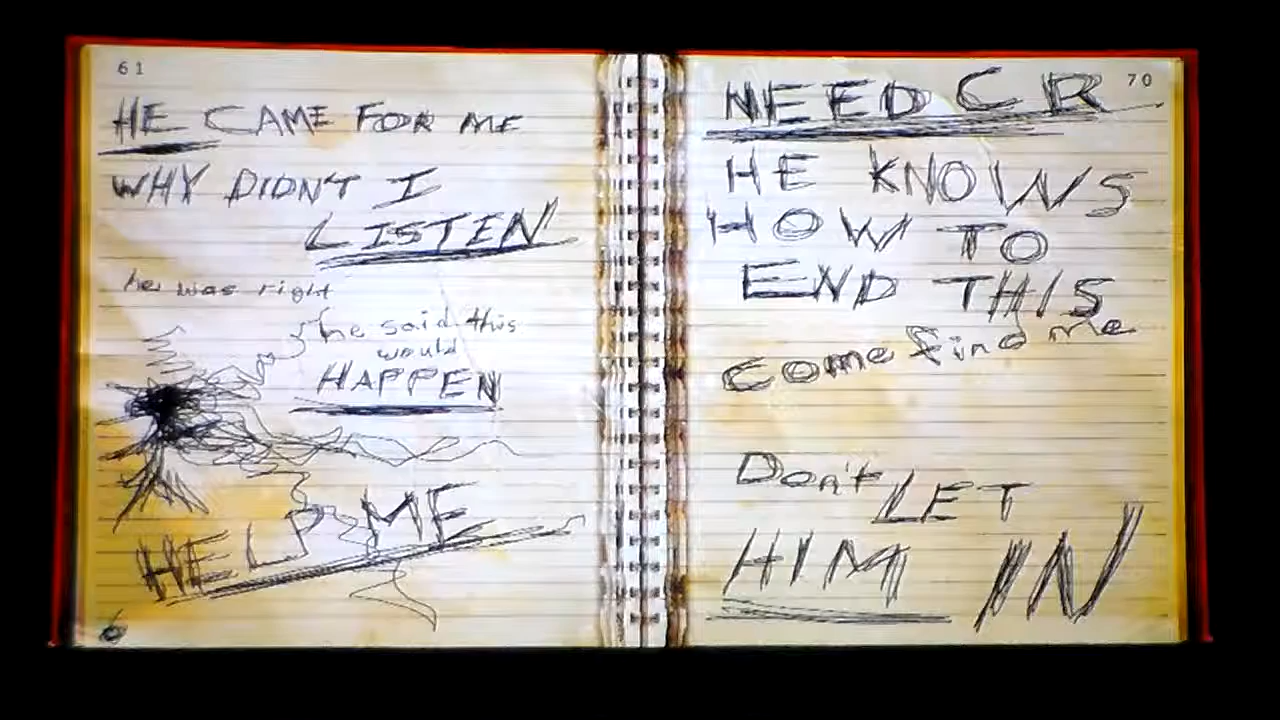 61
HE CAME FOR ME
WHY DIDN'T I
LISTEN
he was right
he said this
would
HAPPEN
HELP ME
70
NEED CR
HE KNOWS
HOW TO
END THIS
come find me
Don't LET
HIM IN